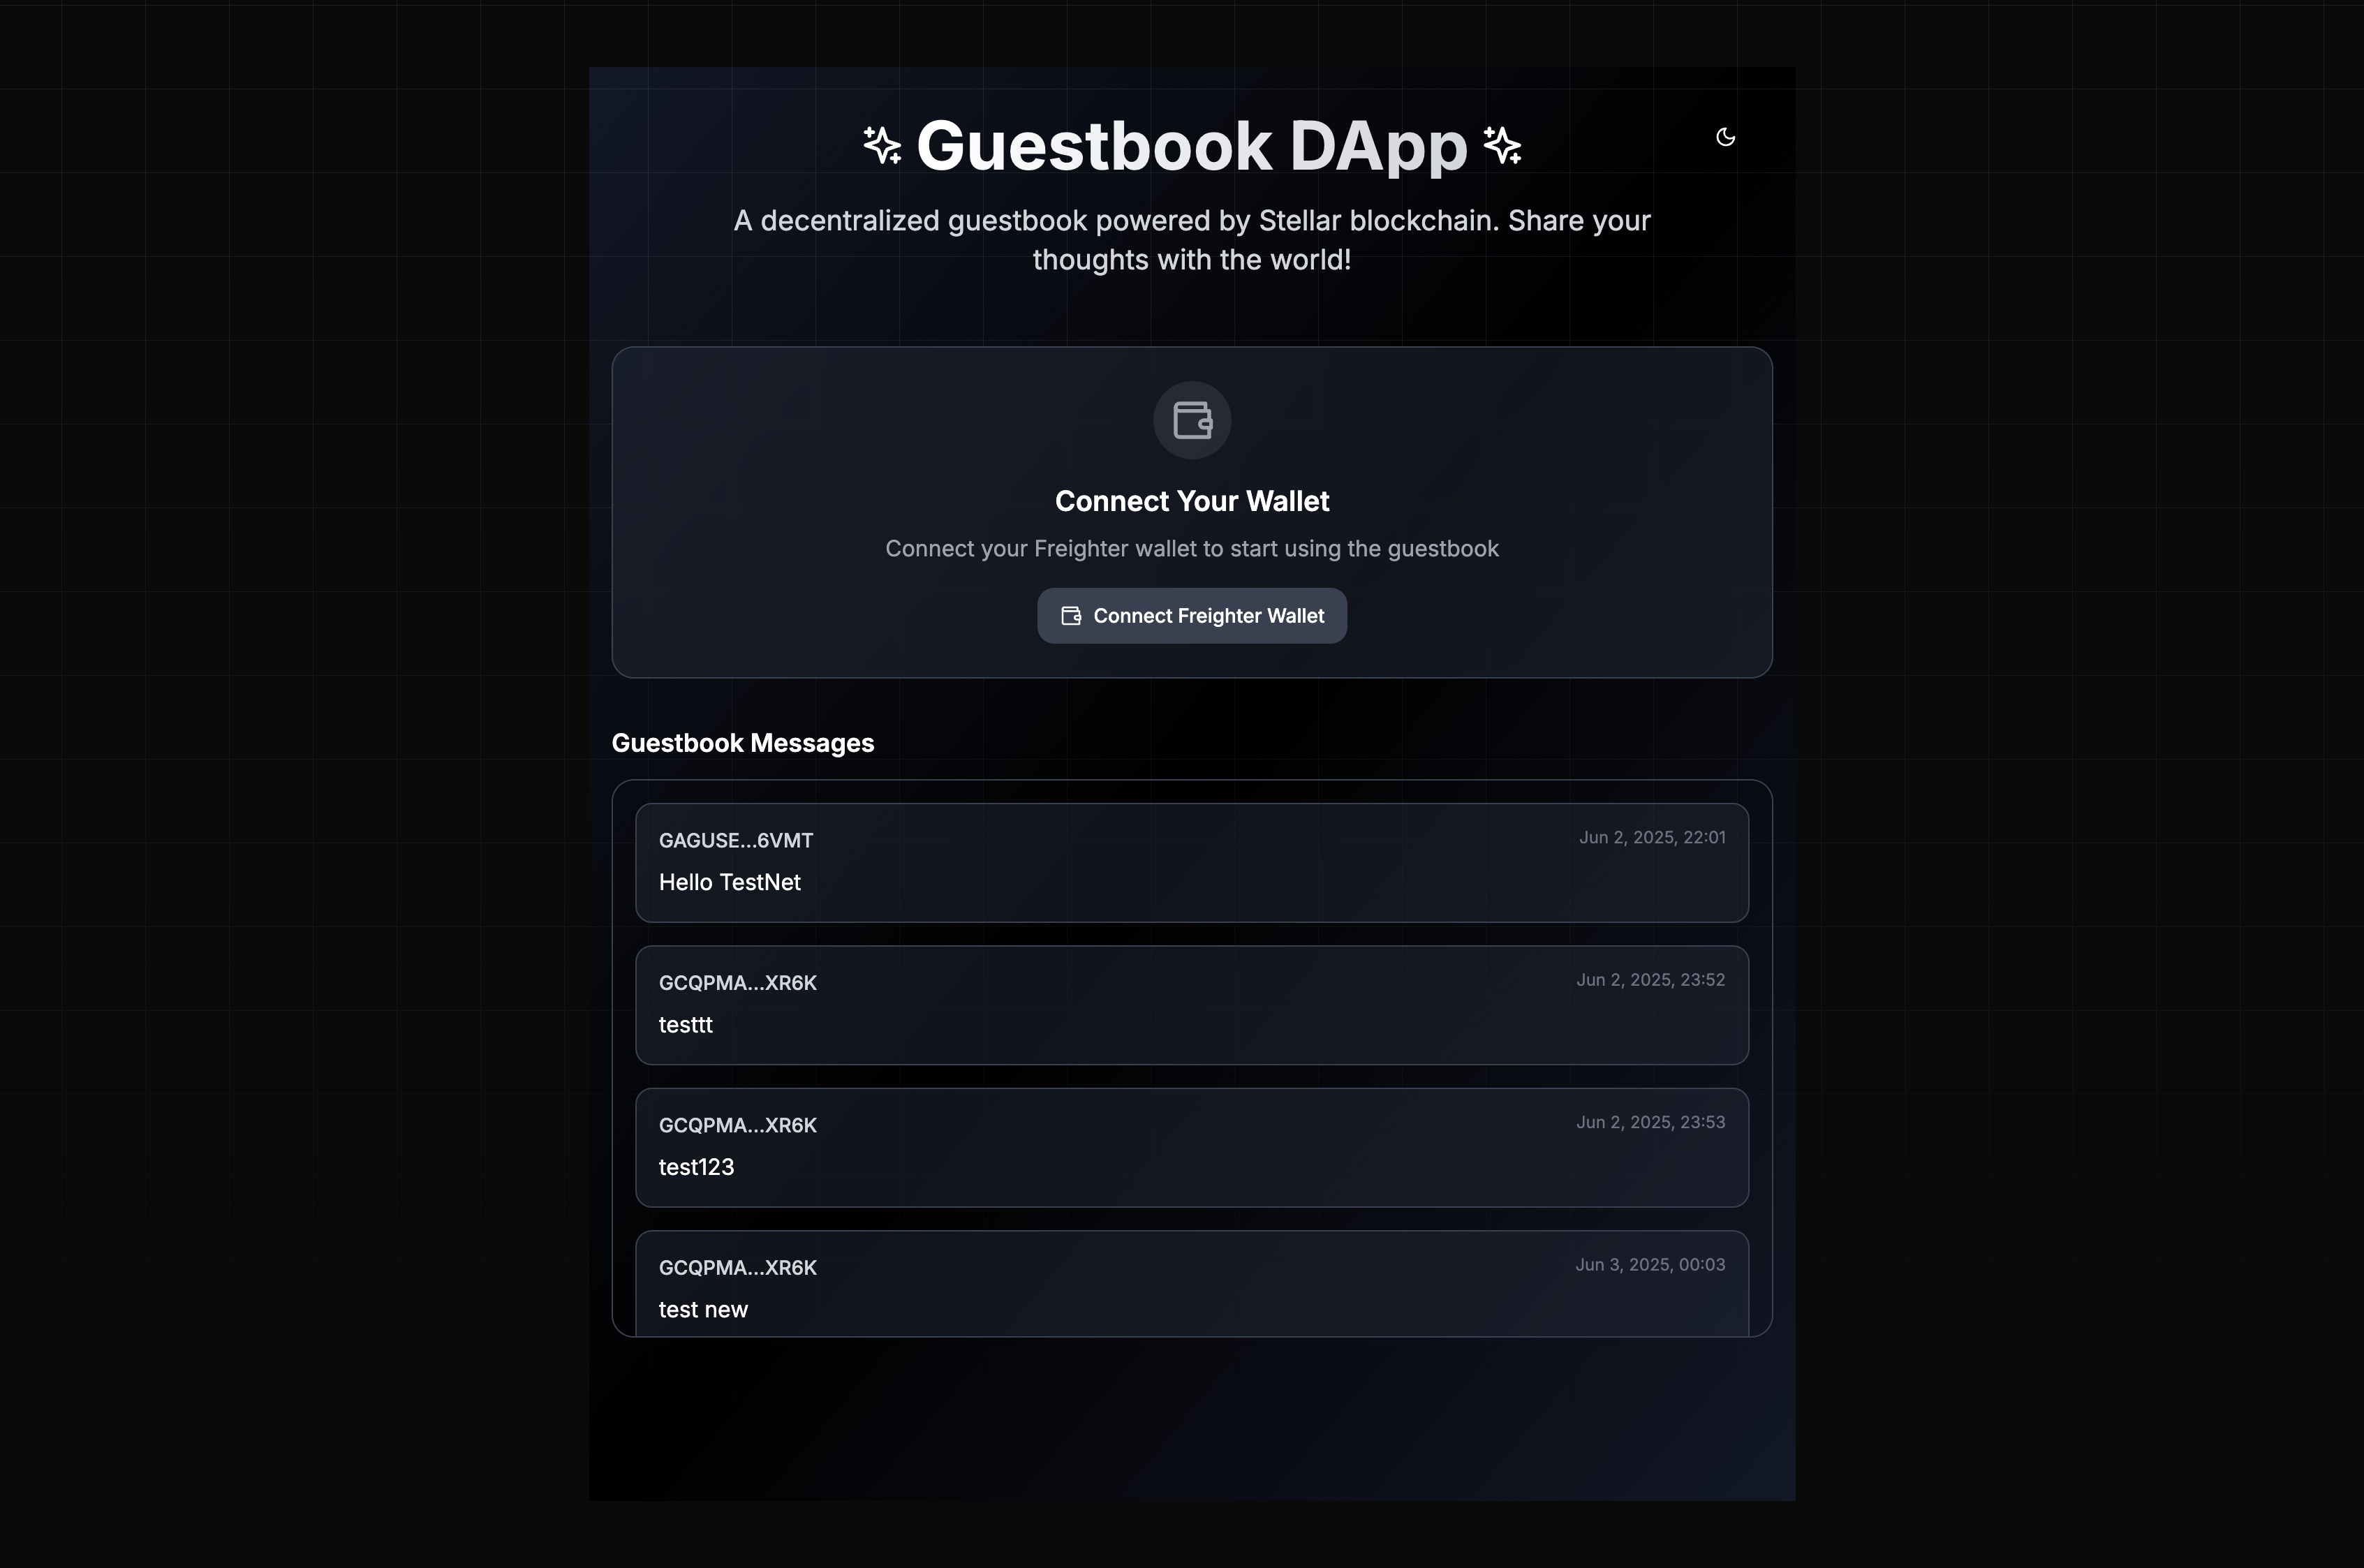 Guestbook DApp
A decentralized guestbook powered by Stellar blockchain. Share your
thoughts with the world!
Connect Your Wallet
Connect your Freighter wallet to start using the guestbook
Connect Freighter Wallet
Guestbook Messages
GAGUSE...6VMT
Jun 2, 2025, 22:01
Hello TestNet
GCQPMA...XR6K
Jun 2, 2025, 23:52
testtt
GCQPMA...XR6K
Jun 2, 2025, 23:53
test123
GCQPMA...XR6K
Jun 3, 2025, 00:03
test new